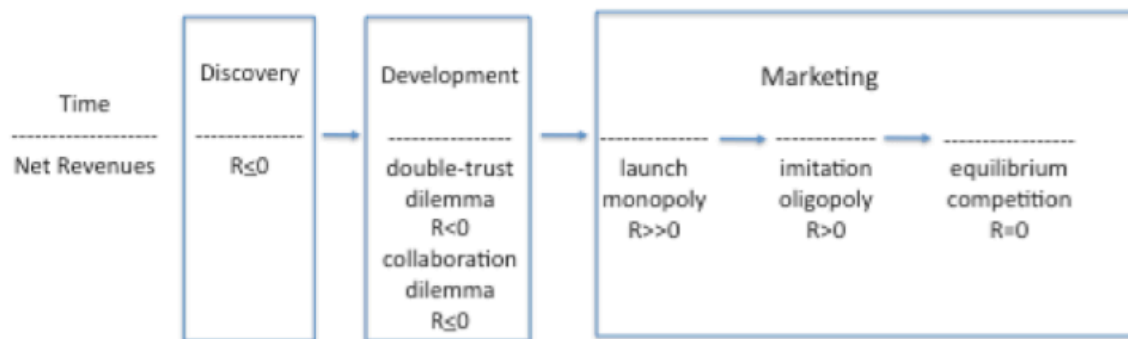 Time
Net Revenues
Discovery
R≤0
Development
double-trust
dilemma
R<0
collaboration
dilemma
R≤0
Marketing
launch
monopoly
R>>0
imitation
oligopoly
R>0
equilibrium
competition
R=0